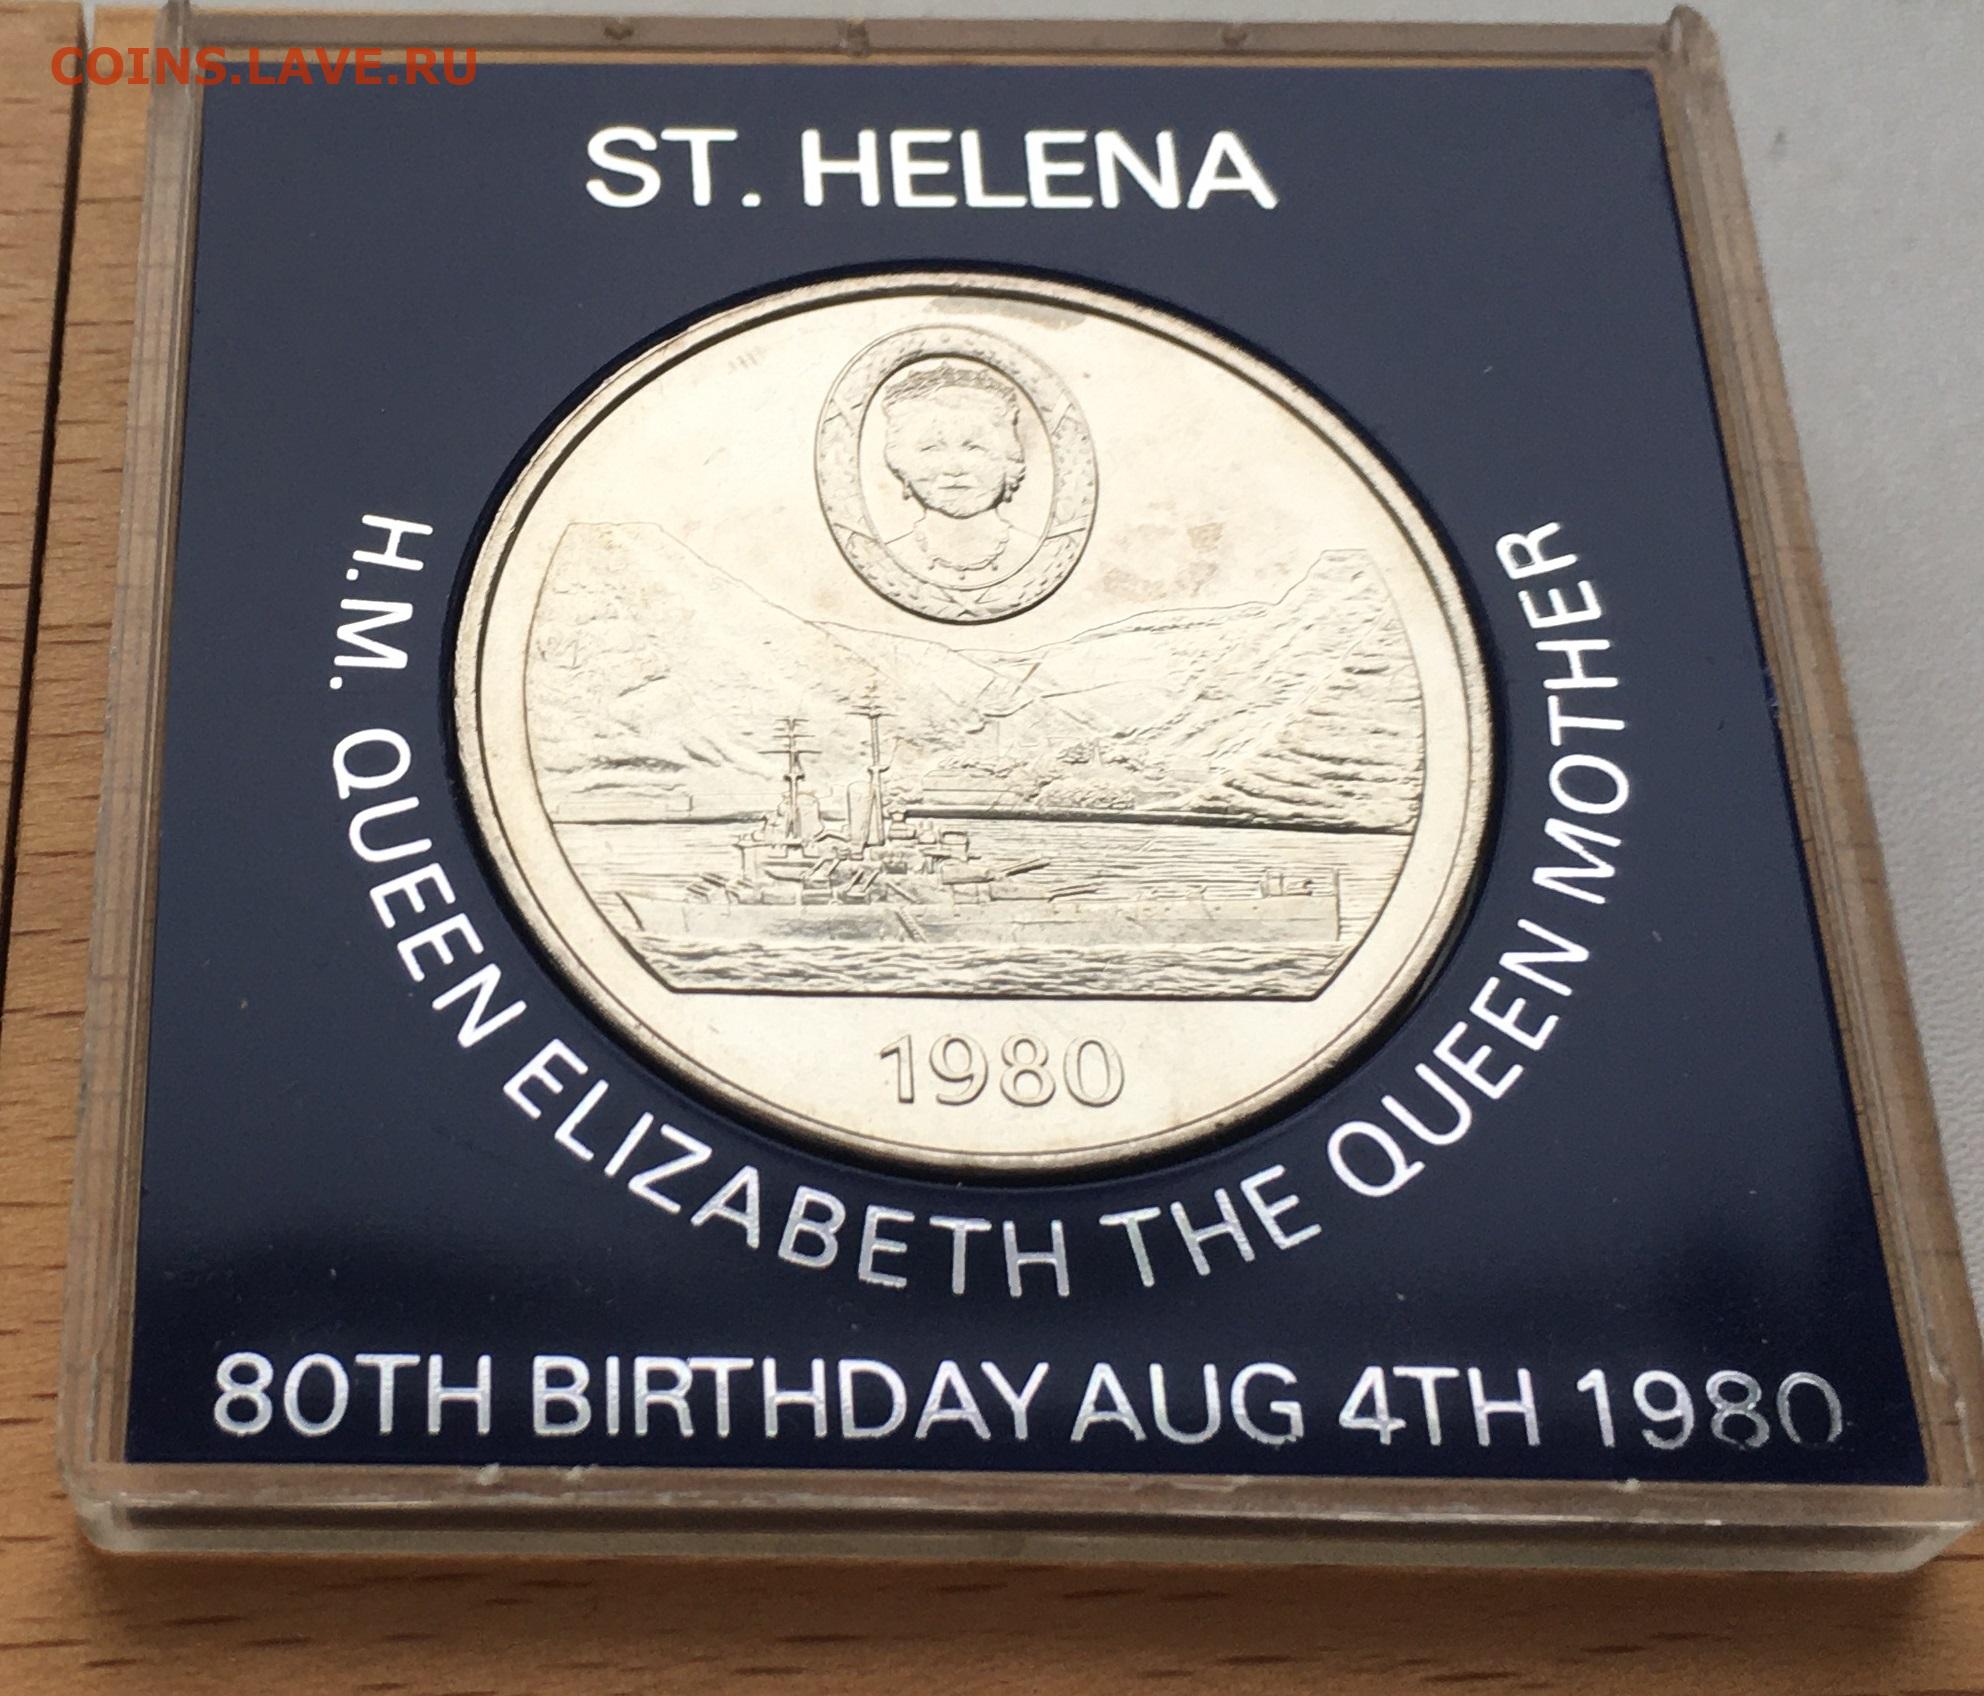 COINS.LAVE.RU
ST. HELENA
1980
H.M. QUEEN ELIZABETH THE QUEEN MOTHER
80TH BIRTHDAY AUG 4TH 1980